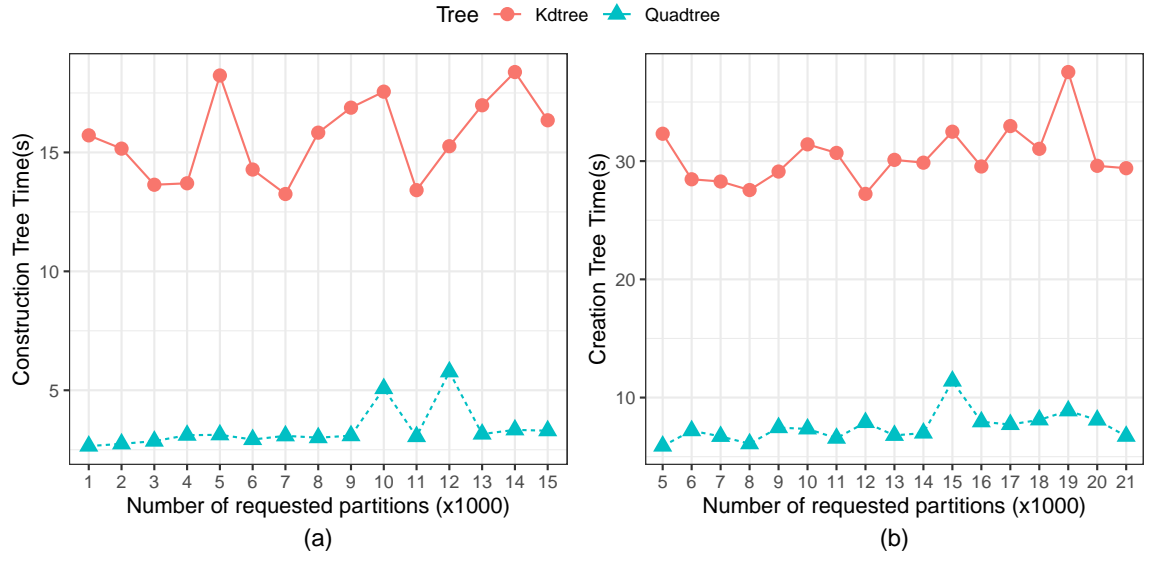 Tree Kdtree Quadtree
Construction Tree Time(s)
15
10
5
1 2 3 4 5 6 7 8 9 10 11 12 13 14 15
Number of requested partitions (x1000)
(a)
Creation Tree Time(s)
30
20
10
5 6 7 8 9 10 11 12 13 14 15 16 17 18 19 20 21
Number of requested partitions (x1000)
(b)